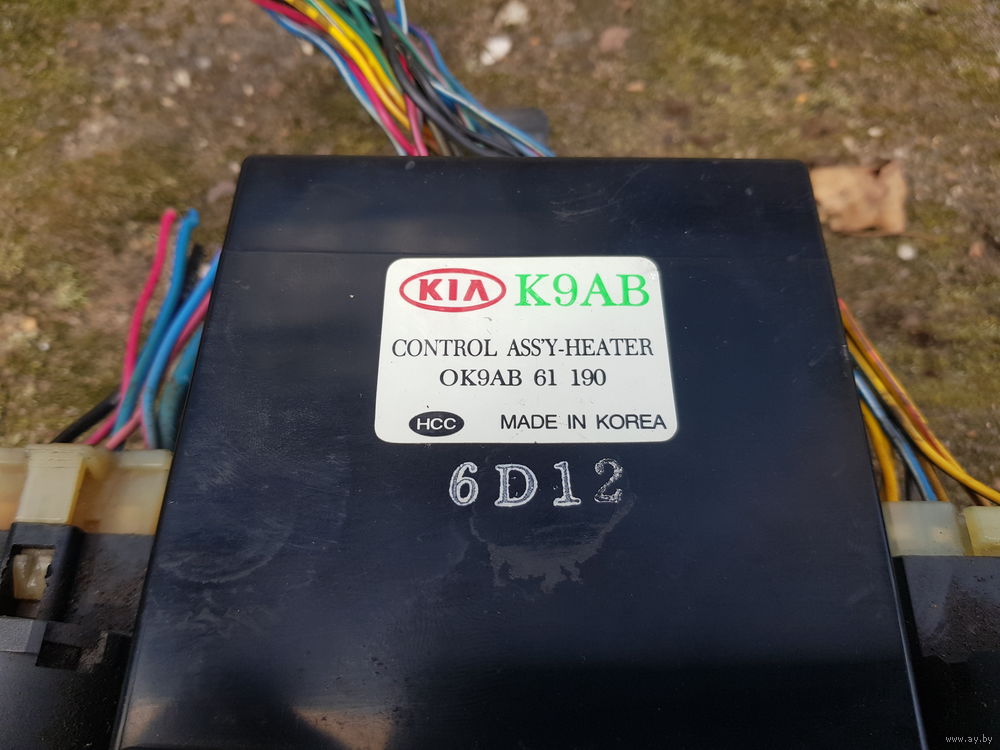 KIA K9AB
CONTROL ASS'Y-HEATER
OK9AB 61 190
HCC MADE IN KOREA
6D12
www.ay.by